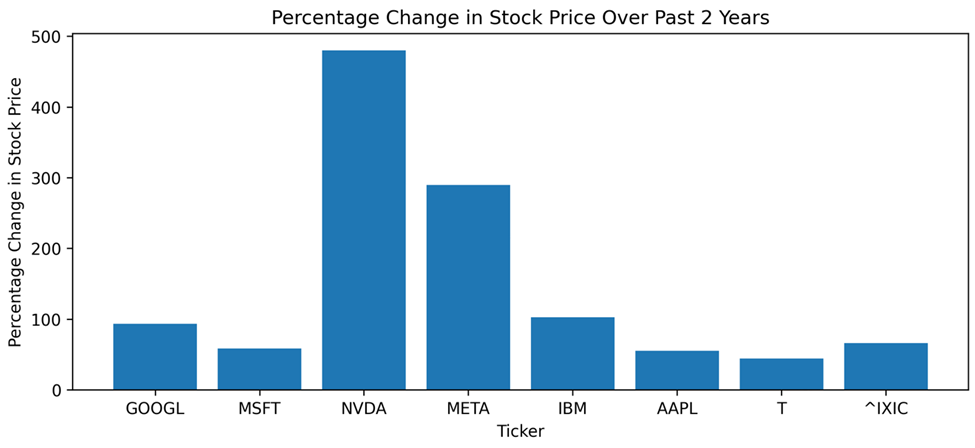 Percentage Change in Stock Price Over Past 2 Years
Percentage Change in Stock Price
500
400
300
200
100
0
GOOGL MSFT NVDA META IBM AAPL T ^IXIC
Ticker